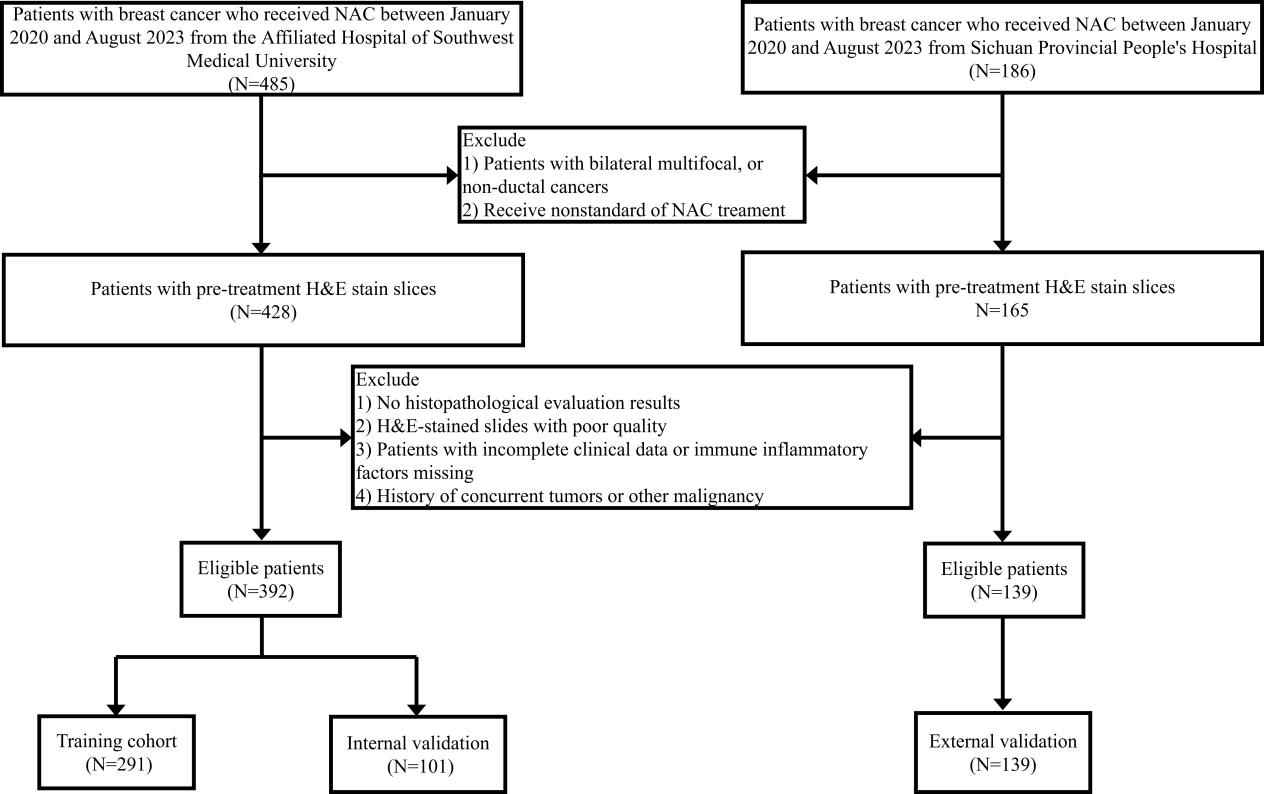 Patients with breast cancer who received NAC between January
2020 and August 2023 from the Affiliated Hospital of Southwest
Medical University
(N=485)
Patients with breast cancer who received NAC between January
2020 and August 2023 from Sichuan Provincial People's Hospital
(N=186)
Exclude
1) Patients with bilateral multifocal, or
non-ductal cancers
2) Receive nonstandard of NAC treament
Patients with pre-treatment H&E stain slices
(N=428)
Patients with pre-treatment H&E stain slices
N=165
Exclude
1) No histopathological evaluation results
2) H&E-stained slides with poor quality
3) Patients with incomplete clinical data or immune inflammatory
factors missing
4) History of concurrent tumors or other malignancy
Eligible patients
(N=392)
Eligible patients
(N=139)
Training cohort
(N=291)
Internal validation
(N=101)
External validation
(N=139)